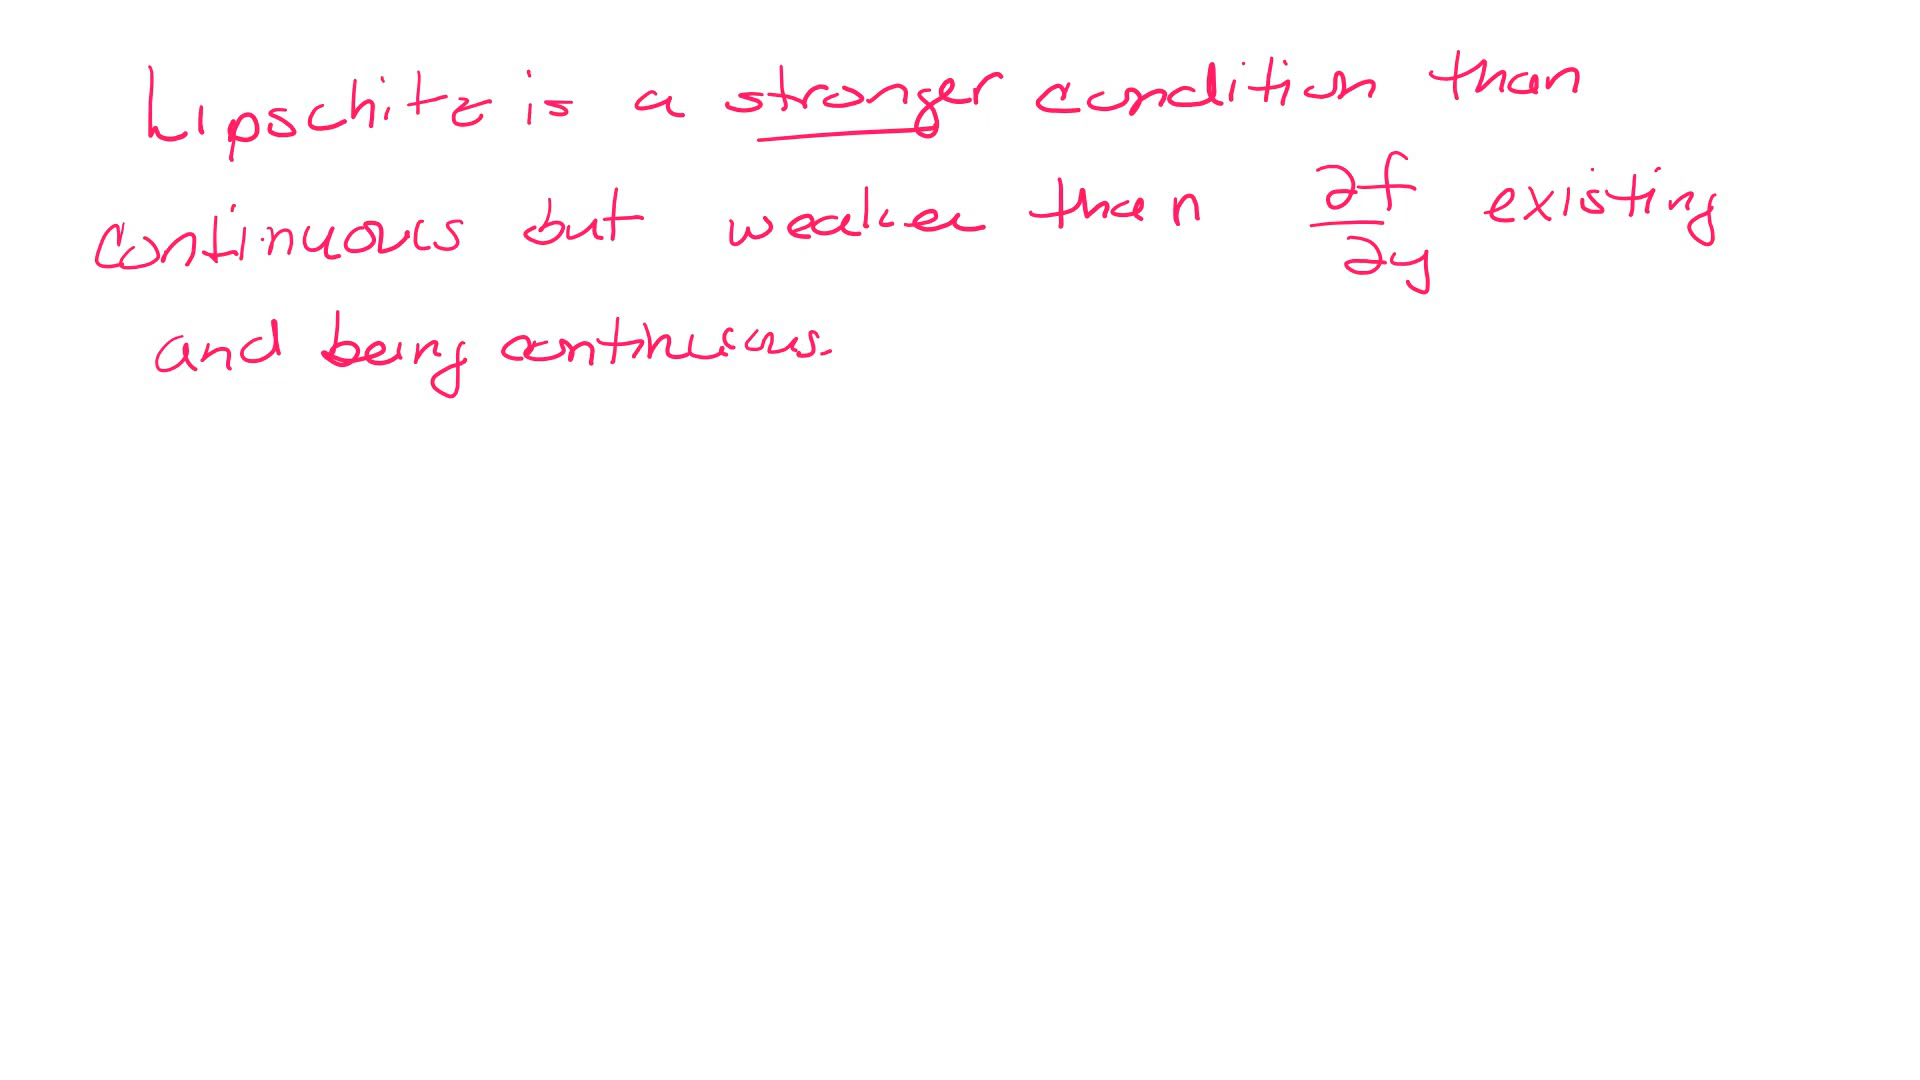 Lipschitz is a stronger condition than
continuous but weaker than ∂f/∂y existing
and being continuous.